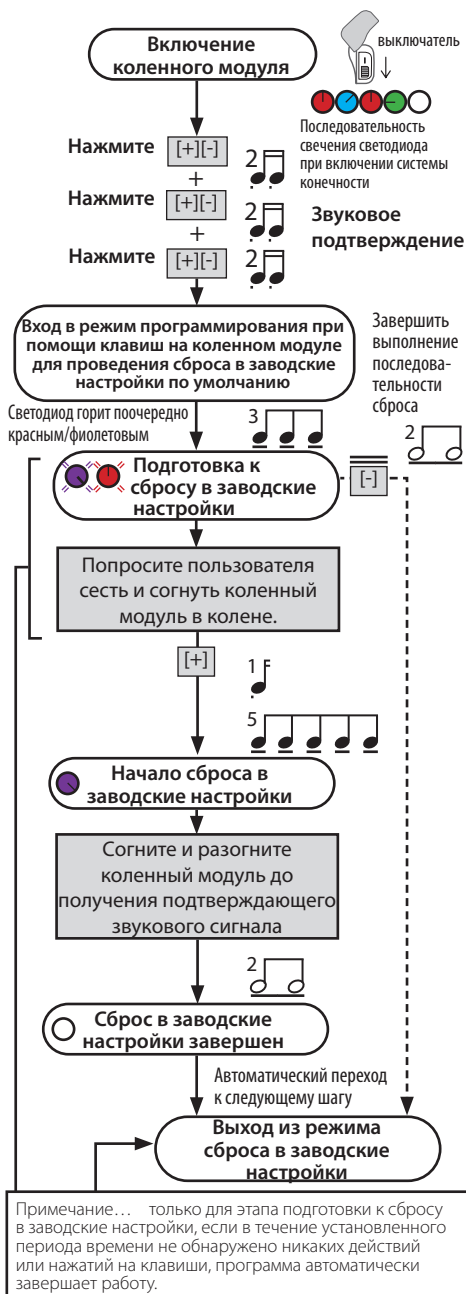 Включение
коленного модуля
выключатель
Последовательность
свечения светодиода
при включении системы
конечности
Нажмите [+][-] 2
+
Нажмите [+][-] 2
+
Нажмите [+][-] 2
Звуковое
подтверждение
Вход в режим программирования при
помощи клавиш на коленном модуле
для проведения сброса в заводские
настройки по умолчанию
Завершить
выполнение
последова-
тельности
сброса
Светодиод горит поочередно
красным/фиолетовым
3
2
Подготовка к
сбросу в заводские
настройки
[-]
Попросите пользователя
сесть и согнуть коленный
модуль в колене.
[+]
1
5
Начало сброса в
заводские настройки
Согните и разогните
коленный модуль до
получения подтверждающего
звукового сигнала
2
Сброс в заводские
настройки завершен
Автоматический переход
к следующему шагу
Выход из режима
сброса в заводские
настройки
Примечание... только для этапа подготовки к сбросу
в заводские настройки, если в течение установленного
периода времени не обнаружено никаких действий
или нажатий на клавиши, программа автоматически
завершает работу.